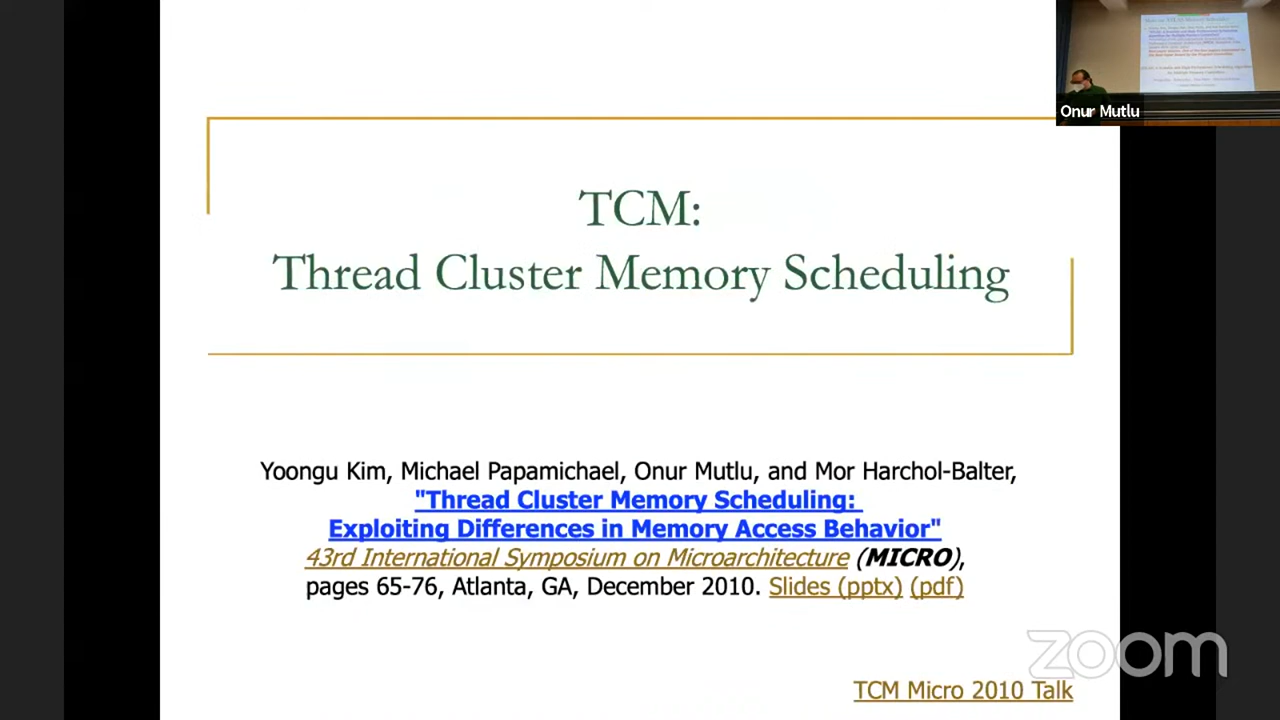 Onur Mutlu
TCM:
Thread Cluster Memory Scheduling
Yoongu Kim, Michael Papamichael, Onur Mutlu, and Mor Harchol-Balter,
"Thread Cluster Memory Scheduling:
Exploiting Differences in Memory Access Behavior"
43rd International Symposium on Microarchitecture (MICRO),
pages 65-76, Atlanta, GA, December 2010. Slides (pptx) (pdf)
zoom
TCM Micro 2010 Talk